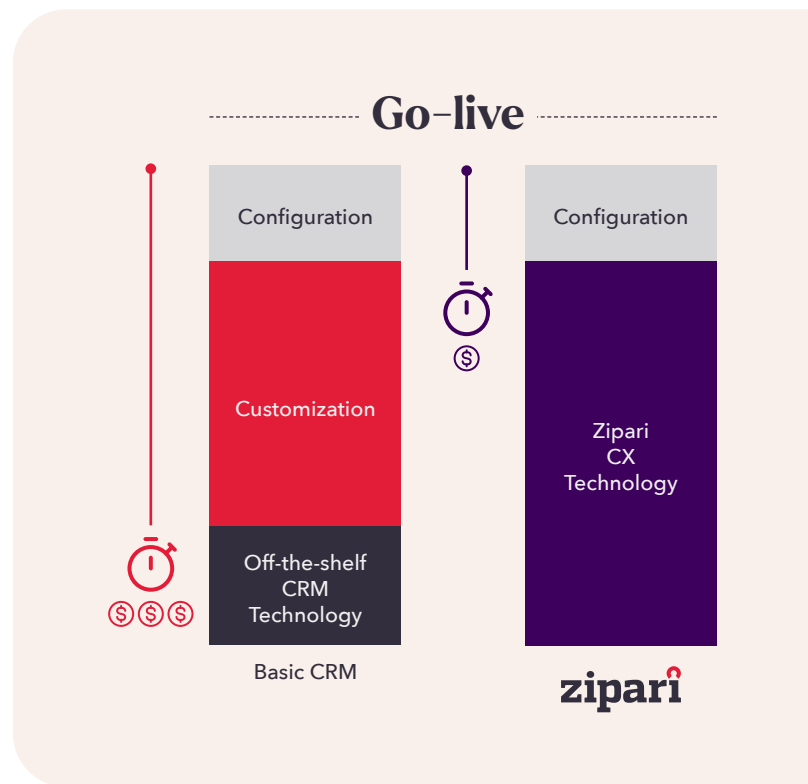 Go–live
Configuration
Customization
Off-the-shelf
CRM
Technology
Basic CRM
$
$ $ $
Configuration
Zipari
CX
Technology
zipari